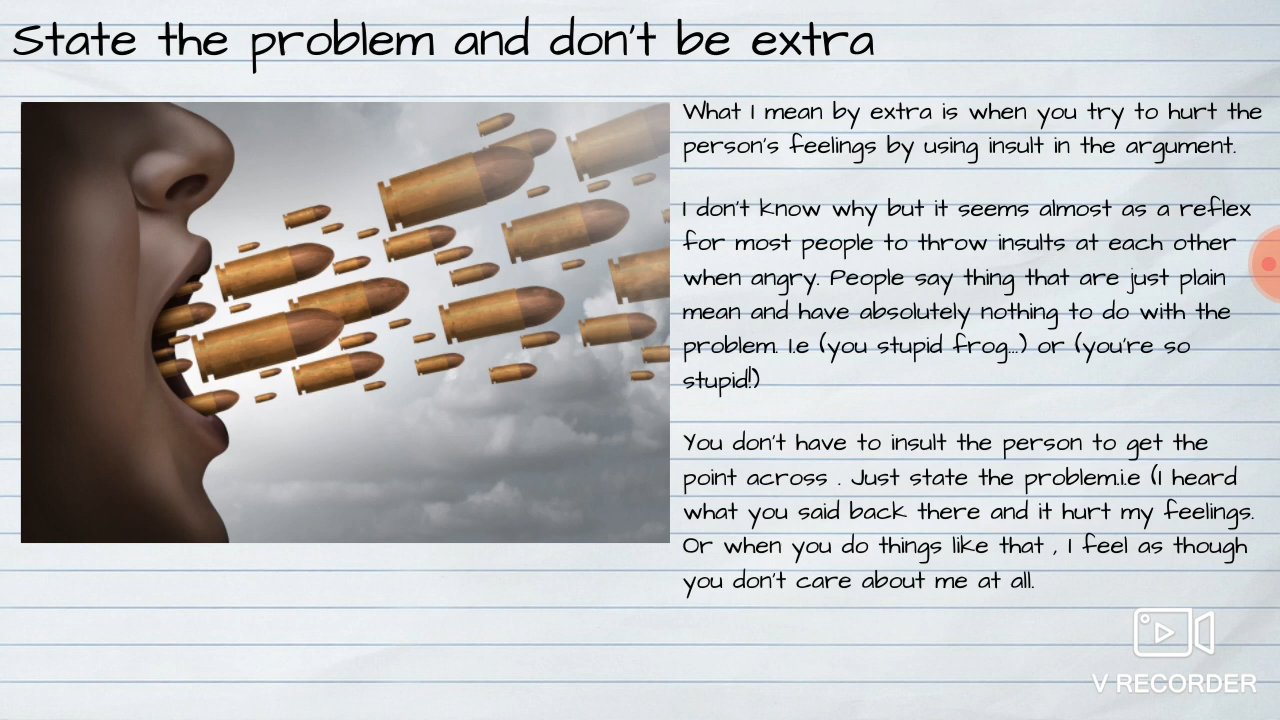 State the problem and don't be extra
What I mean by extra is when you try to hurt the
person's feelings by using insult in the argument.
I don't know why but it seems almost as a reflex
for most people to throw insults at each other
when angry. People say thing that are just plain
mean and have absolutely nothing to do with the
problem. I.e (you stupid frog...) or (you're so
stupid!)
You don't have to insult the person to get the
point across . Just state the problem.i.e (I heard
what you said back there and it hurt my feelings.
Or when you do things like that , I feel as though
you don't care about me at all.
V RECORDER